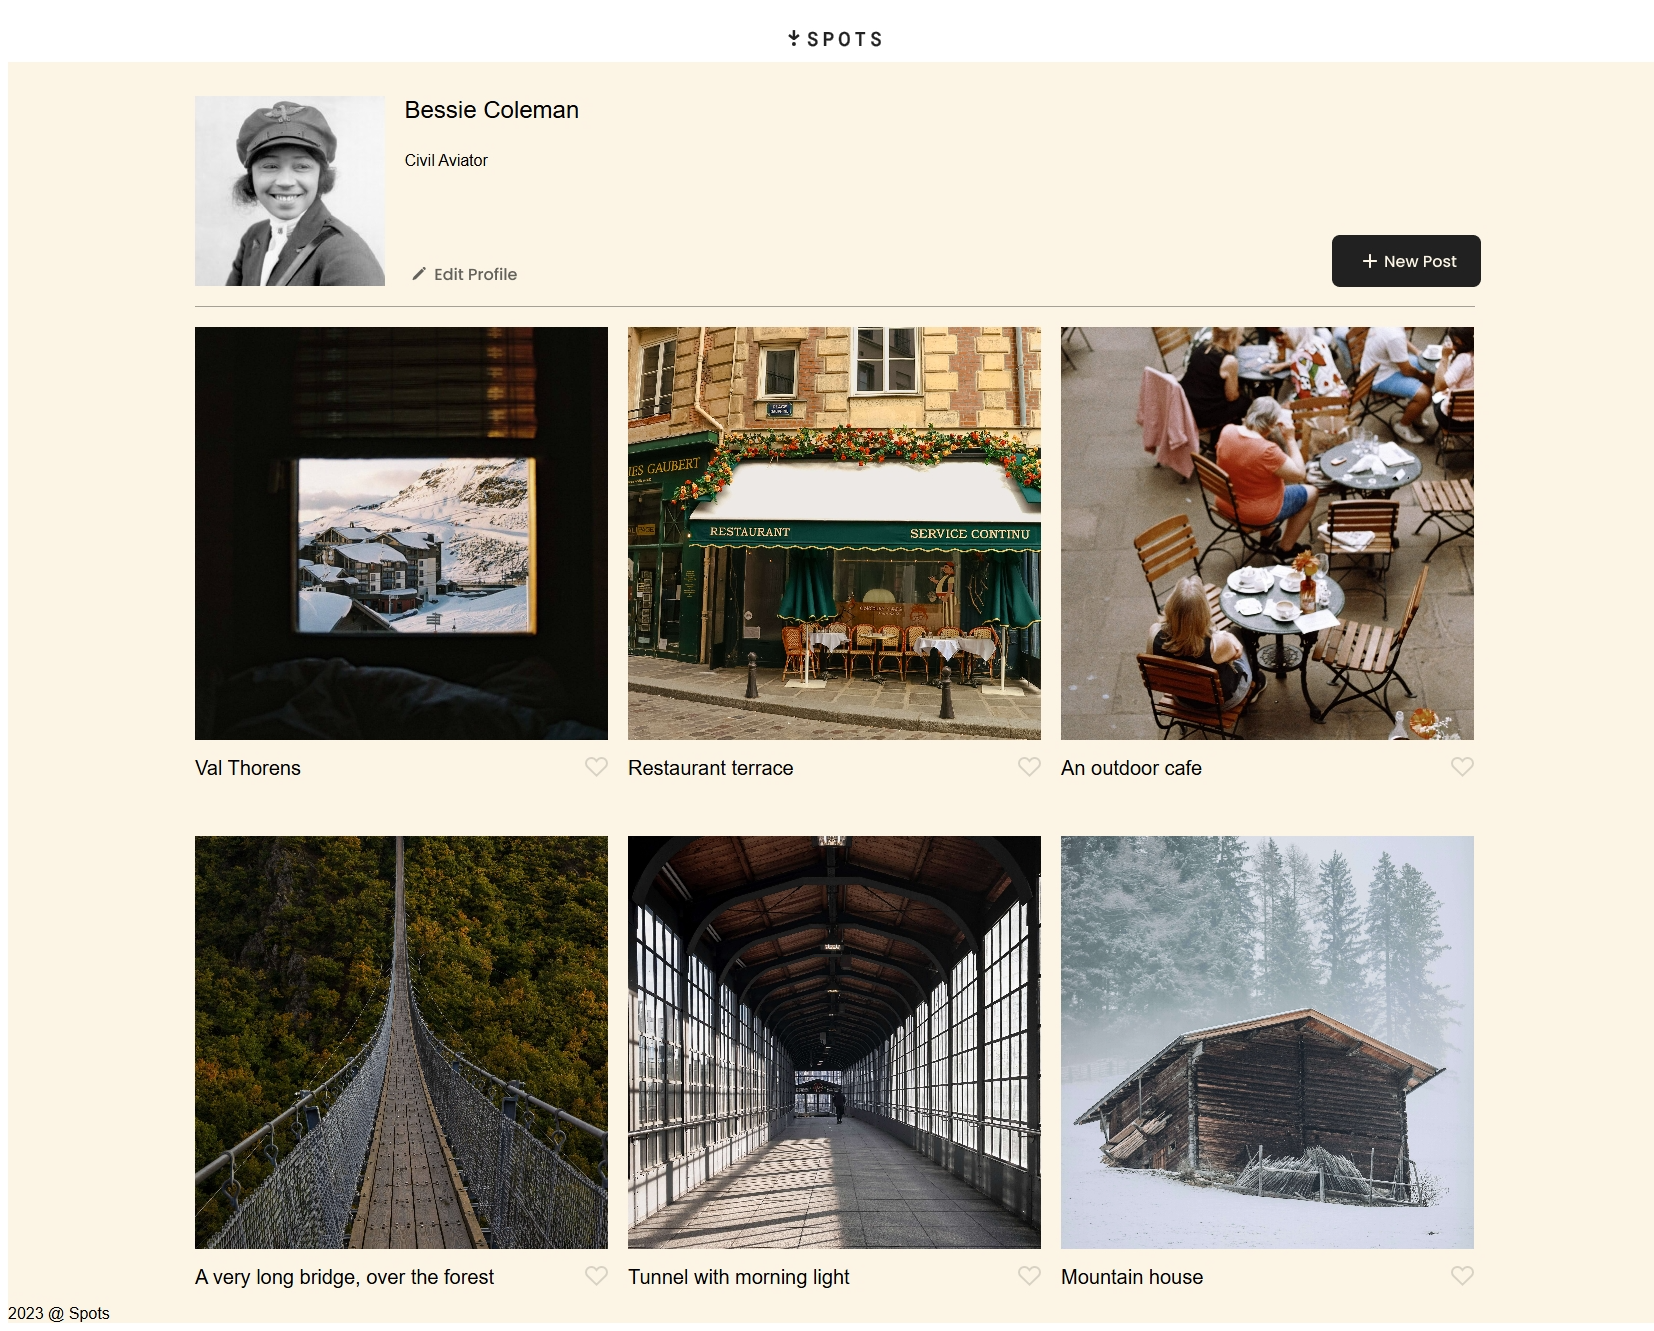 SPOTS
Bessie Coleman
Civil Aviator
Edit Profile
+ New Post
IES GAUBERT
RESTAURANT
SERVICE CONTINU
Val Thorens
Restaurant terrace
An outdoor cafe
A very long bridge, over the forest
Tunnel with morning light
Mountain house
2023 @ Spots